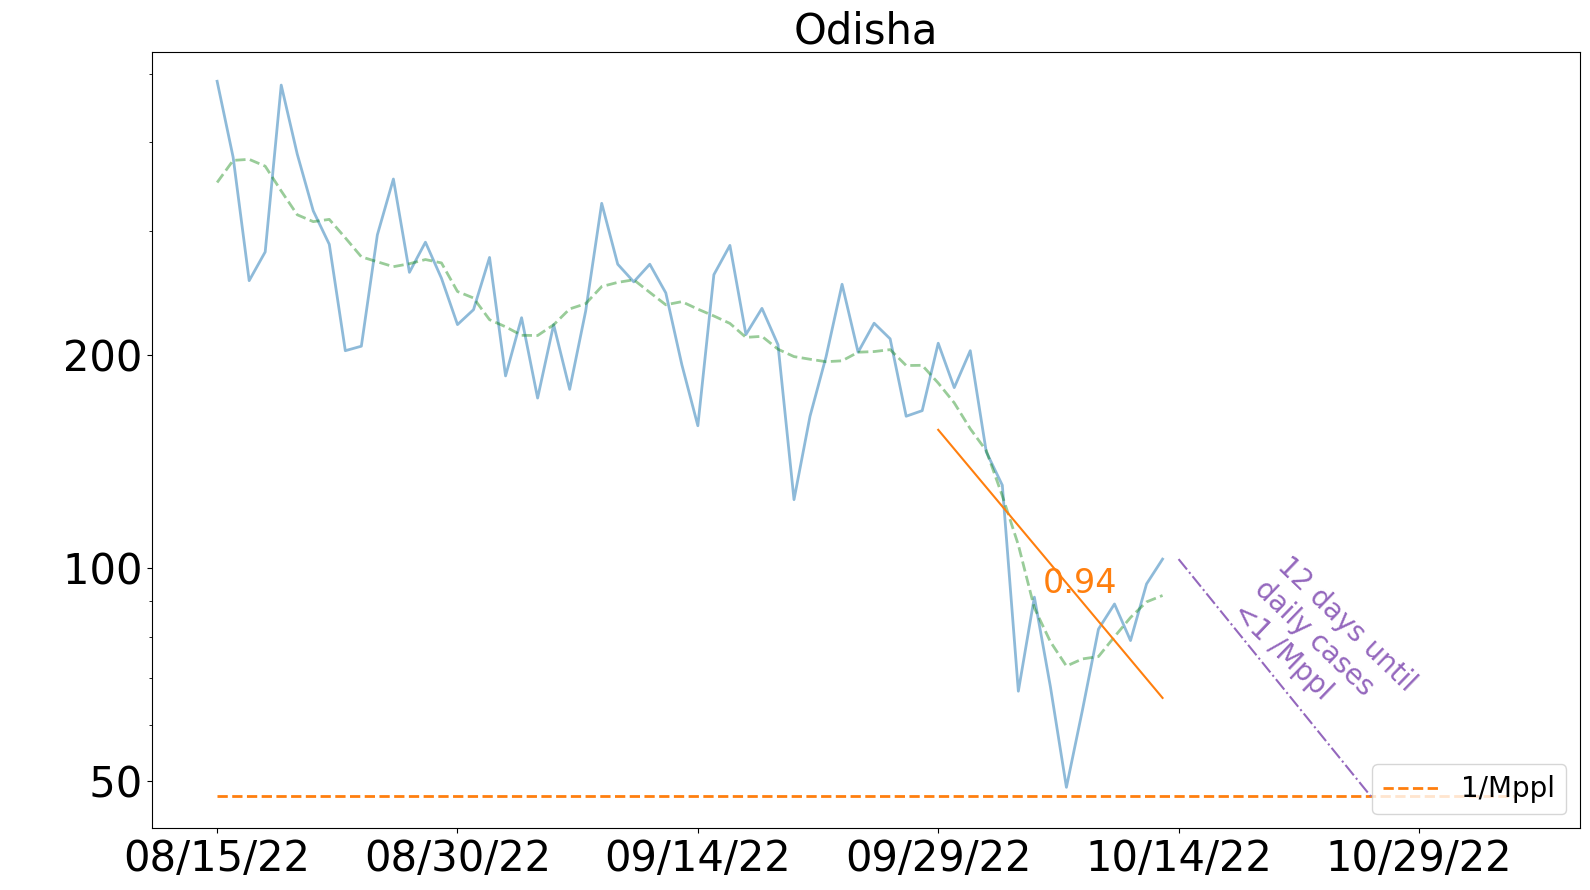 Odisha
200
100
50
0.94
12 days until
daily cases
<1 /Mppl
1/Mppl
08/15/22
08/30/22
09/14/22
09/29/22
10/14/22
10/29/22